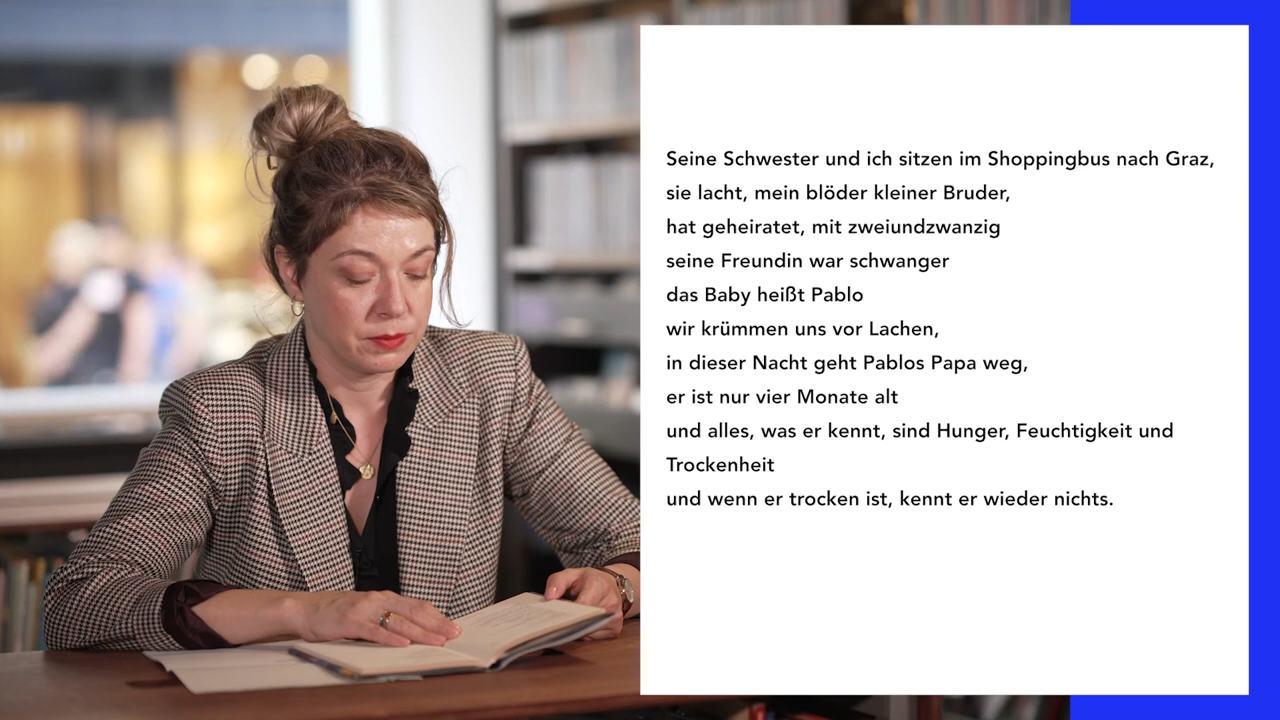 Seine Schwester und ich sitzen im Shoppingbus nach Graz,
sie lacht, mein blöder kleiner Bruder,
hat geheiratet, mit zweiundzwanzig
seine Freundin war schwanger
das Baby heißt Pablo
wir krümmen uns vor Lachen,
in dieser Nacht geht Pablos Papa weg,
er ist nur vier Monate alt
und alles, was er kennt, sind Hunger, Feuchtigkeit und
Trockenheit
und wenn er trocken ist, kennt er wieder nichts.